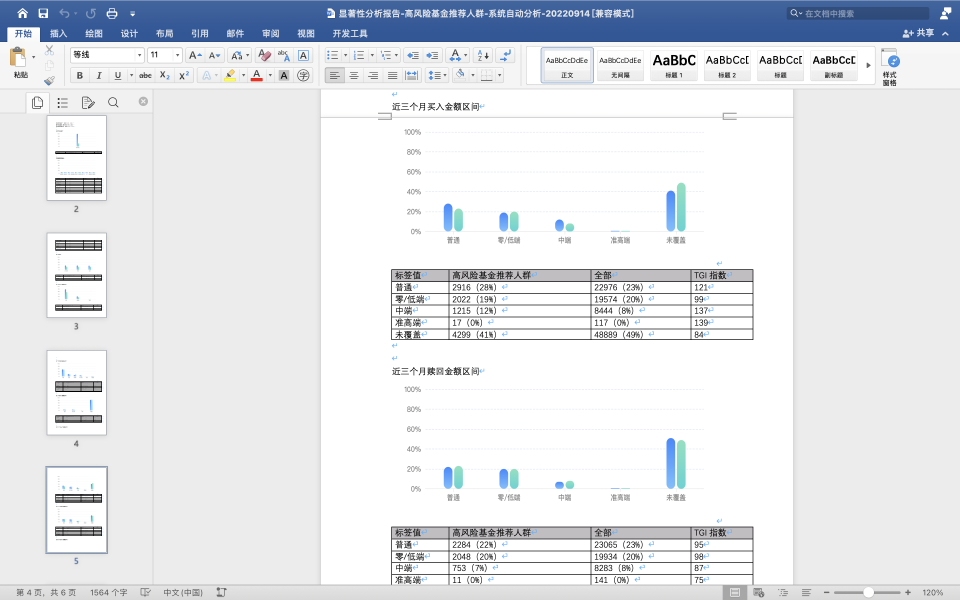 显著性分析报告-高风险基金推荐人群-系统自动分析-20220914 [兼容模式]
在文档中搜索
开始 插入 绘图 设计 布局 引用 邮件 审阅 视图 开发工具
共享
粘贴
等线
11
AaBbCcDdEe
AaBbCcDdEe
AaBbC
AaBbCcD
AaBbCcD
AaBbCcD
正文
无间隔
标题 1
标题 2
标题
副标题
样式
窗格
2
3
4
5
近三个月买入金额区间
100%
80%
60%
40%
20%
0%
普通 零/低端 中端 准高端 未覆盖
标签值 高风险基金推荐人群 全部 TGI 指数
普通 2916（28%） 22976（23%） 121
零/低端 2022（19%） 19574（20%） 99
中端 1215（12%） 8444（8%） 137
准高端 17（0%） 117（0%） 139
未覆盖 4299（41%） 48889（49%） 84
近三个月赎回金额区间
100%
80%
60%
40%
20%
0%
普通 零/低端 中端 准高端 未覆盖
标签值 高风险基金推荐人群 全部 TGI 指数
普通 2284（22%） 23065（23%） 95
零/低端 2048（20%） 19934（20%） 98
中端 753（7%） 8283（8%） 87
准高端 11（0%） 141（0%） 75
第 4 页，共 6 页 1564 个字 中文 (中国)
120%